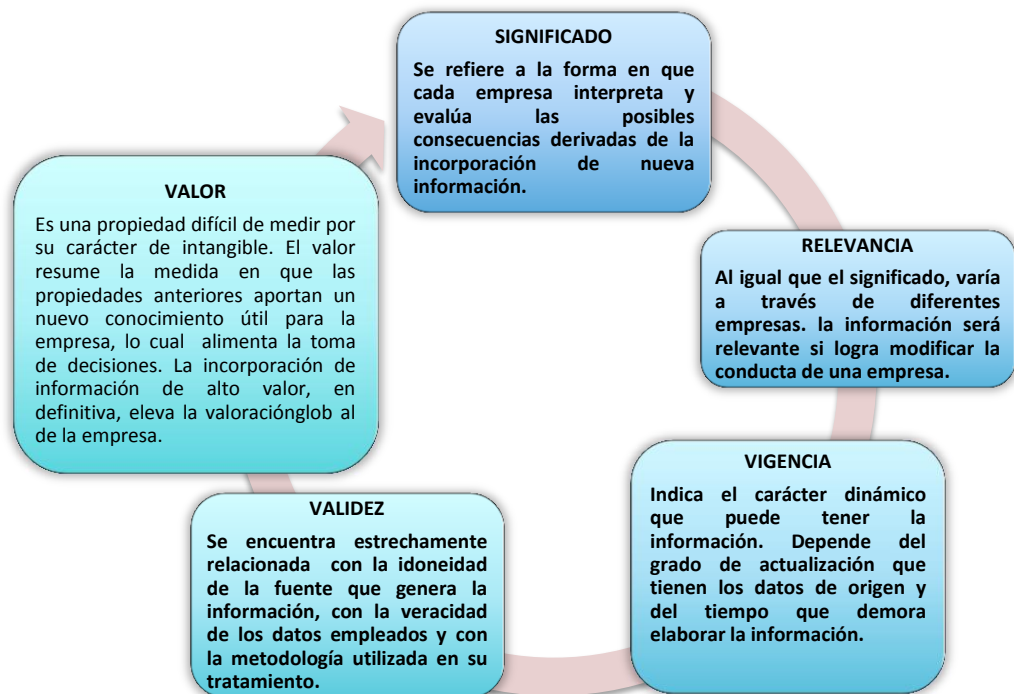 SIGNIFICADO
Se refiere a la forma en que
cada empresa interpreta y
evalúa las posibles
consecuencias derivadas de la
incorporación de nueva
información.
RELEVANCIA
Al igual que el significado, varía
a través de diferentes
empresas. la información será
relevante si logra modificar la
conducta de una empresa.
VIGENCIA
Indica el carácter dinámico
que puede tener la
información. Depende del
grado de actualización que
tienen los datos de origen y
del tiempo que demora
elaborar la información.
VALIDEZ
Se encuentra estrechamente
relacionada con la idoneidad
de la fuente que genera la
información, con la veracidad
de los datos empleados y con
la metodología utilizada en su
tratamiento.
VALOR
Es una propiedad difícil de medir por
su carácter de intangible. El valor
resume la medida en que las
propiedades anteriores aportan un
nuevo conocimiento útil para la
empresa, lo cual alimenta la toma
de decisiones. La incorporación de
información de alto valor, en
definitiva, eleva la valoraciónglob al
de la empresa.